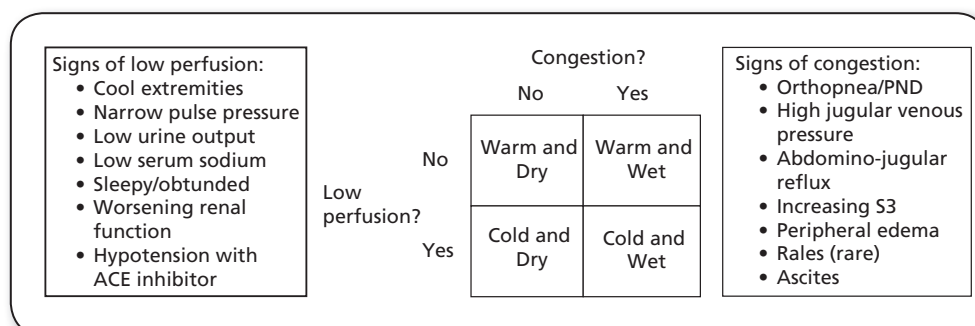 Signs of low perfusion:
• Cool extremities
• Narrow pulse pressure
• Low urine output
• Low serum sodium
• Sleepy/obtunded
• Worsening renal
function
• Hypotension with
ACE inhibitor
Congestion?
No Yes
Low
perfusion?
No
Warm and
Dry
Warm and
Wet
Yes
Cold and
Dry
Cold and
Wet
Signs of congestion:
• Orthopnea/PND
• High jugular venous
pressure
• Abdomino-jugular
reflux
• Increasing S3
• Peripheral edema
• Rales (rare)
• Ascites